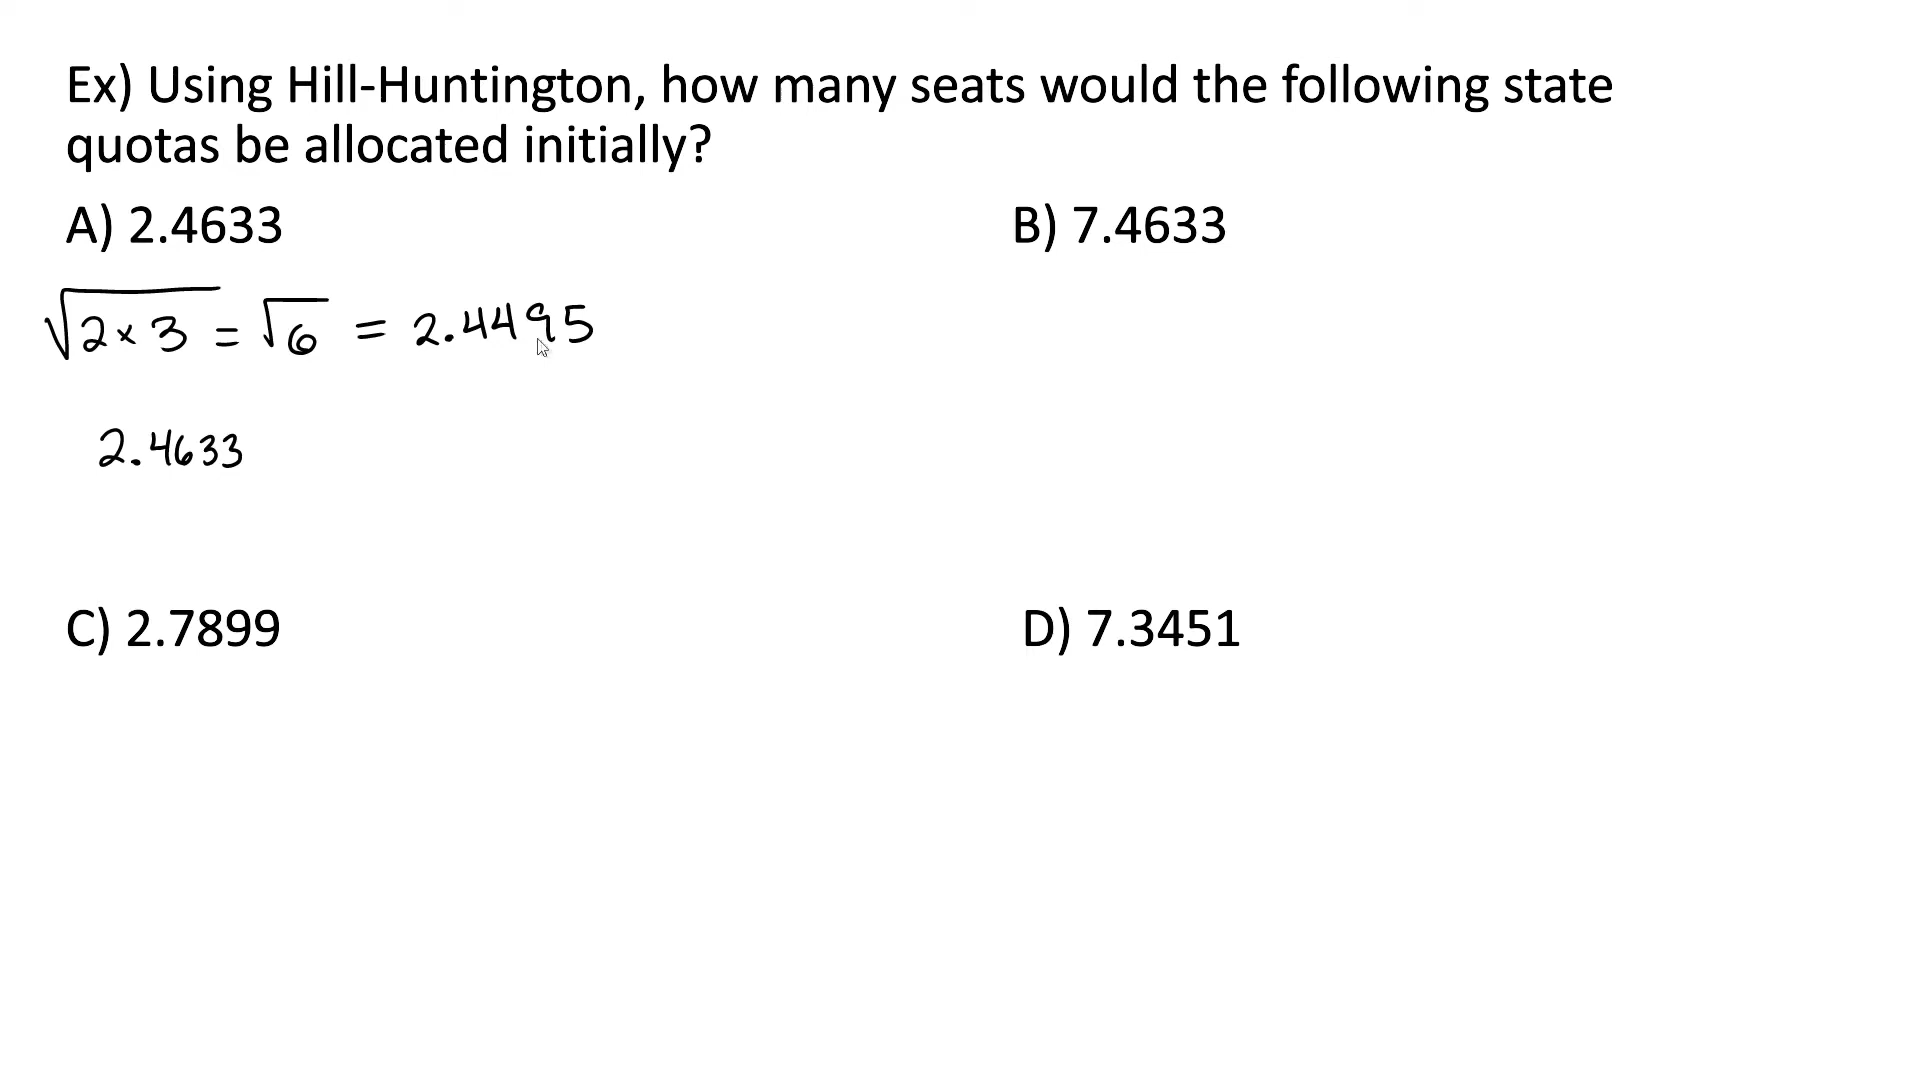 Ex) Using Hill-Huntington, how many seats would the following state
quotas be allocated initially?
A) 2.4633
B) 7.4633
√2×3 = √6 = 2.4495
2.4633
C) 2.7899
D) 7.3451